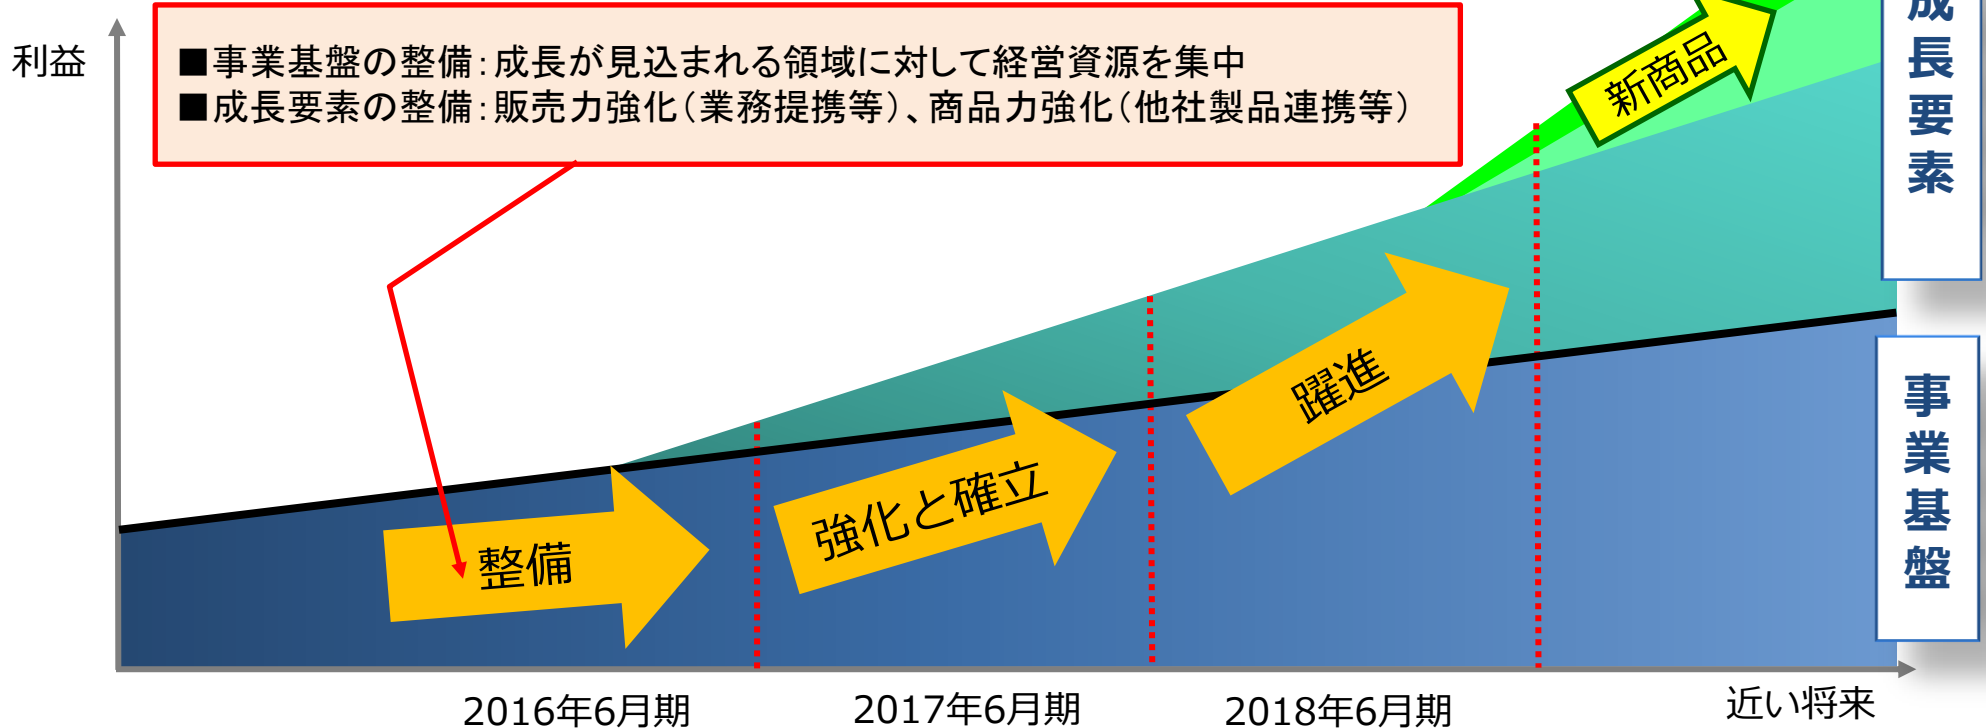 利益
■事業基盤の整備：成長が見込まれる領域に対して経営資源を集中
■成長要素の整備：販売力強化（業務提携等）、商品力強化（他社製品連携等）
新商品
成長要素
躍進
強化と確立
整備
事業基盤
2016年6月期
2017年6月期
2018年6月期
近い将来